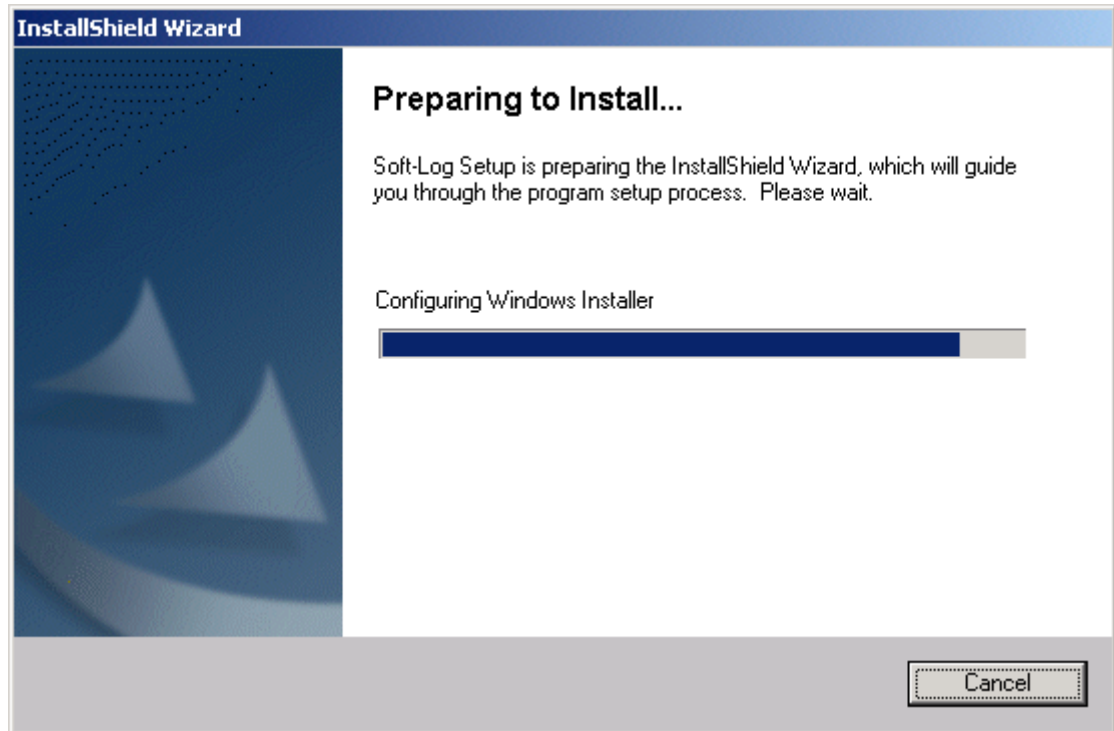 InstallShield Wizard
Preparing to Install...
Soft-Log Setup is preparing the InstallShield Wizard, which will guide
you through the program setup process.  Please wait.
Configuring Windows Installer
Cancel